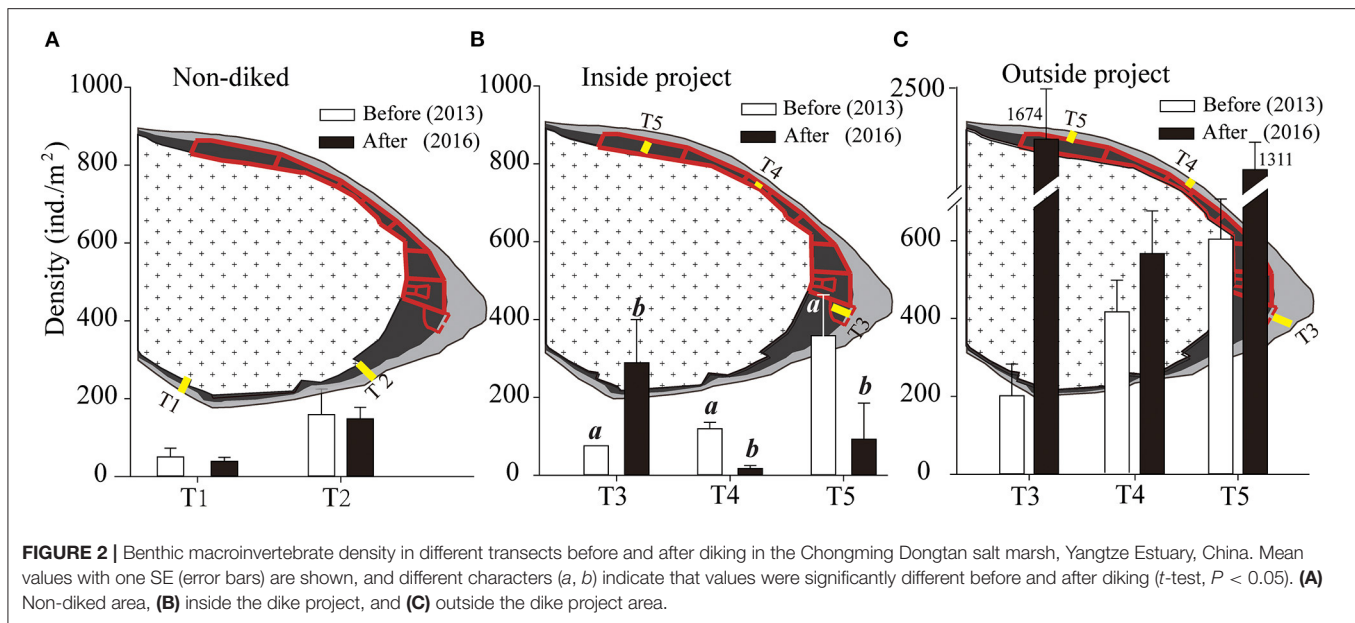 A
Non-diked
Before (2013)
After (2016)
1000
800
600
400
200
0
Density (ind./m²)
T1
T2
T1
T2
B
Inside project
Before (2013)
After (2016)
1000
800
600
400
200
0
T5
T4
T3
a
b
a
b
a
b
T3
T4
T5
C
Outside project
Before (2013)
After (2016)
2500
800
600
400
200
0
1674
1311
T5
T4
T3
T3
T4
T5
FIGURE 2 | Benthic macroinvertebrate density in different transects before and after diking in the Chongming Dongtan salt marsh, Yangtze Estuary, China. Mean
values with one SE (error bars) are shown, and different characters (a, b) indicate that values were significantly different before and after diking (t-test, P < 0.05). (A)
Non-diked area, (B) inside the dike project, and (C) outside the dike project area.